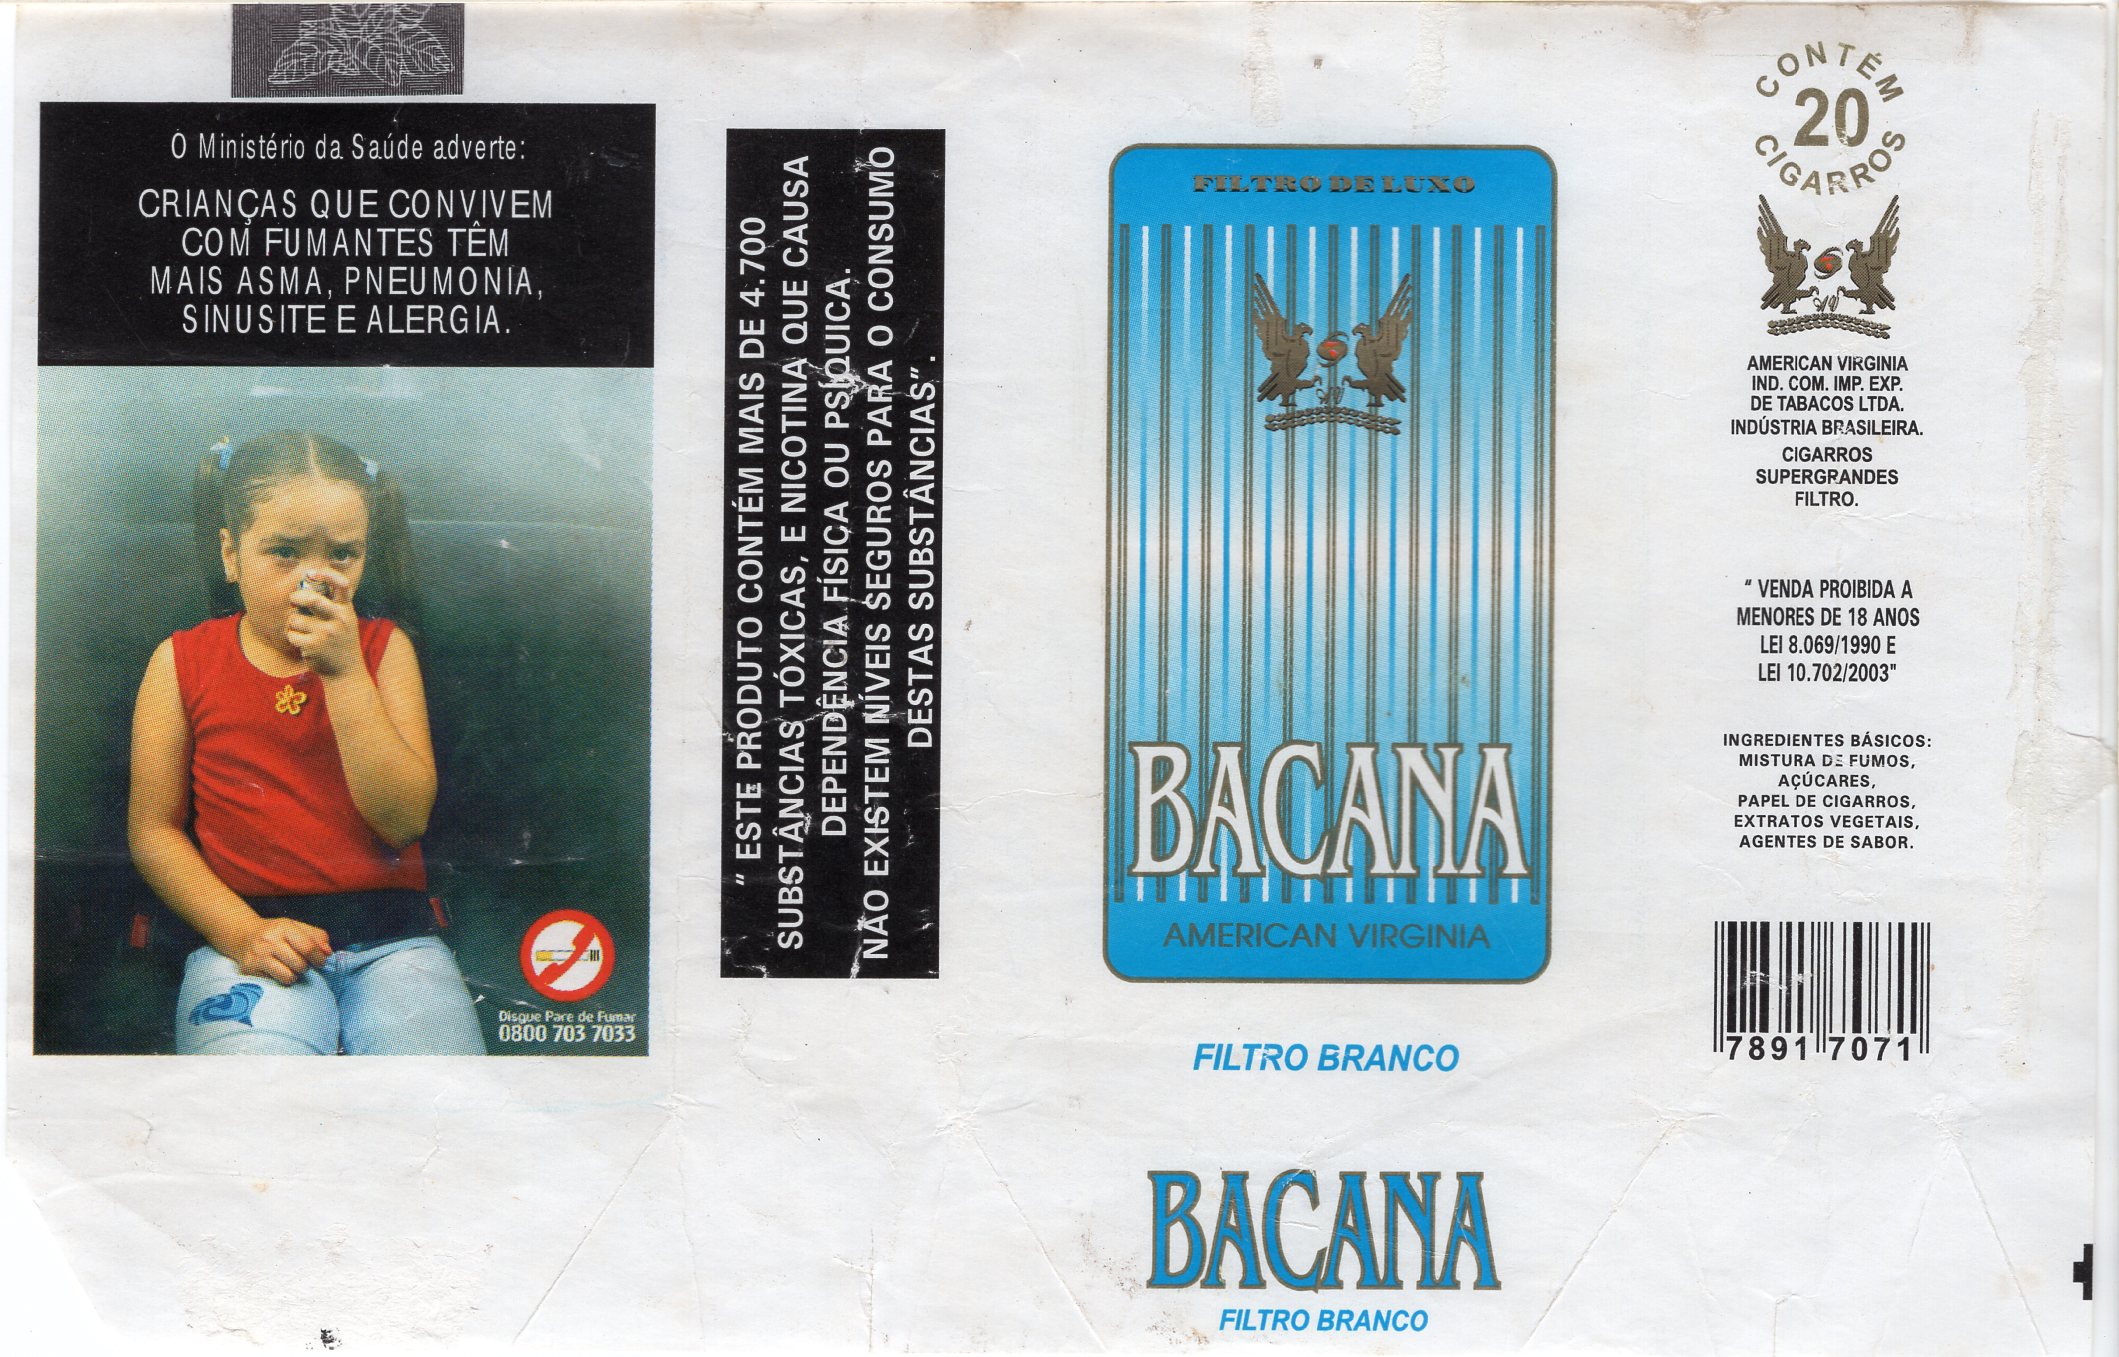 O Ministério da Saúde adverte:
CRIANÇAS QUE CONVIVEM
COM FUMANTES TÊM
MAIS ASMA, PNEUMONIA,
SINUSITE E ALERGIA.
Disque Pare de Fumar
0800 703 7033
“ ESTE PRODUTO CONTÉM MAIS DE 4.700
SUBSTÂNCIAS TÓXICAS, E NICOTINA QUE CAUSA
DEPENDÊNCIA FÍSICA OU PSÍQUICA.
NÃO EXISTEM NÍVEIS SEGUROS PARA O CONSUMO
DESTAS SUBSTÂNCIAS”.
FILTRO DE LUXO
BACANA
AMERICAN VIRGINIA
FILTRO BRANCO
BACANA
FILTRO BRANCO
CONTÉM
20
CIGARROS
AMERICAN VIRGINIA
IND. COM. IMP. EXP.
DE TABACOS LTDA.
INDÚSTRIA BRASILEIRA.
CIGARROS
SUPERGRANDES
FILTRO.
“ VENDA PROIBIDA A
MENORES DE 18 ANOS
LEI 8.069/1990 E
LEI 10.702/2003"
INGREDIENTES BÁSICOS:
MISTURA DE FUMOS,
AÇÚCARES,
PAPEL DE CIGARROS,
EXTRATOS VEGETAIS,
AGENTES DE SABOR.
7891 7071